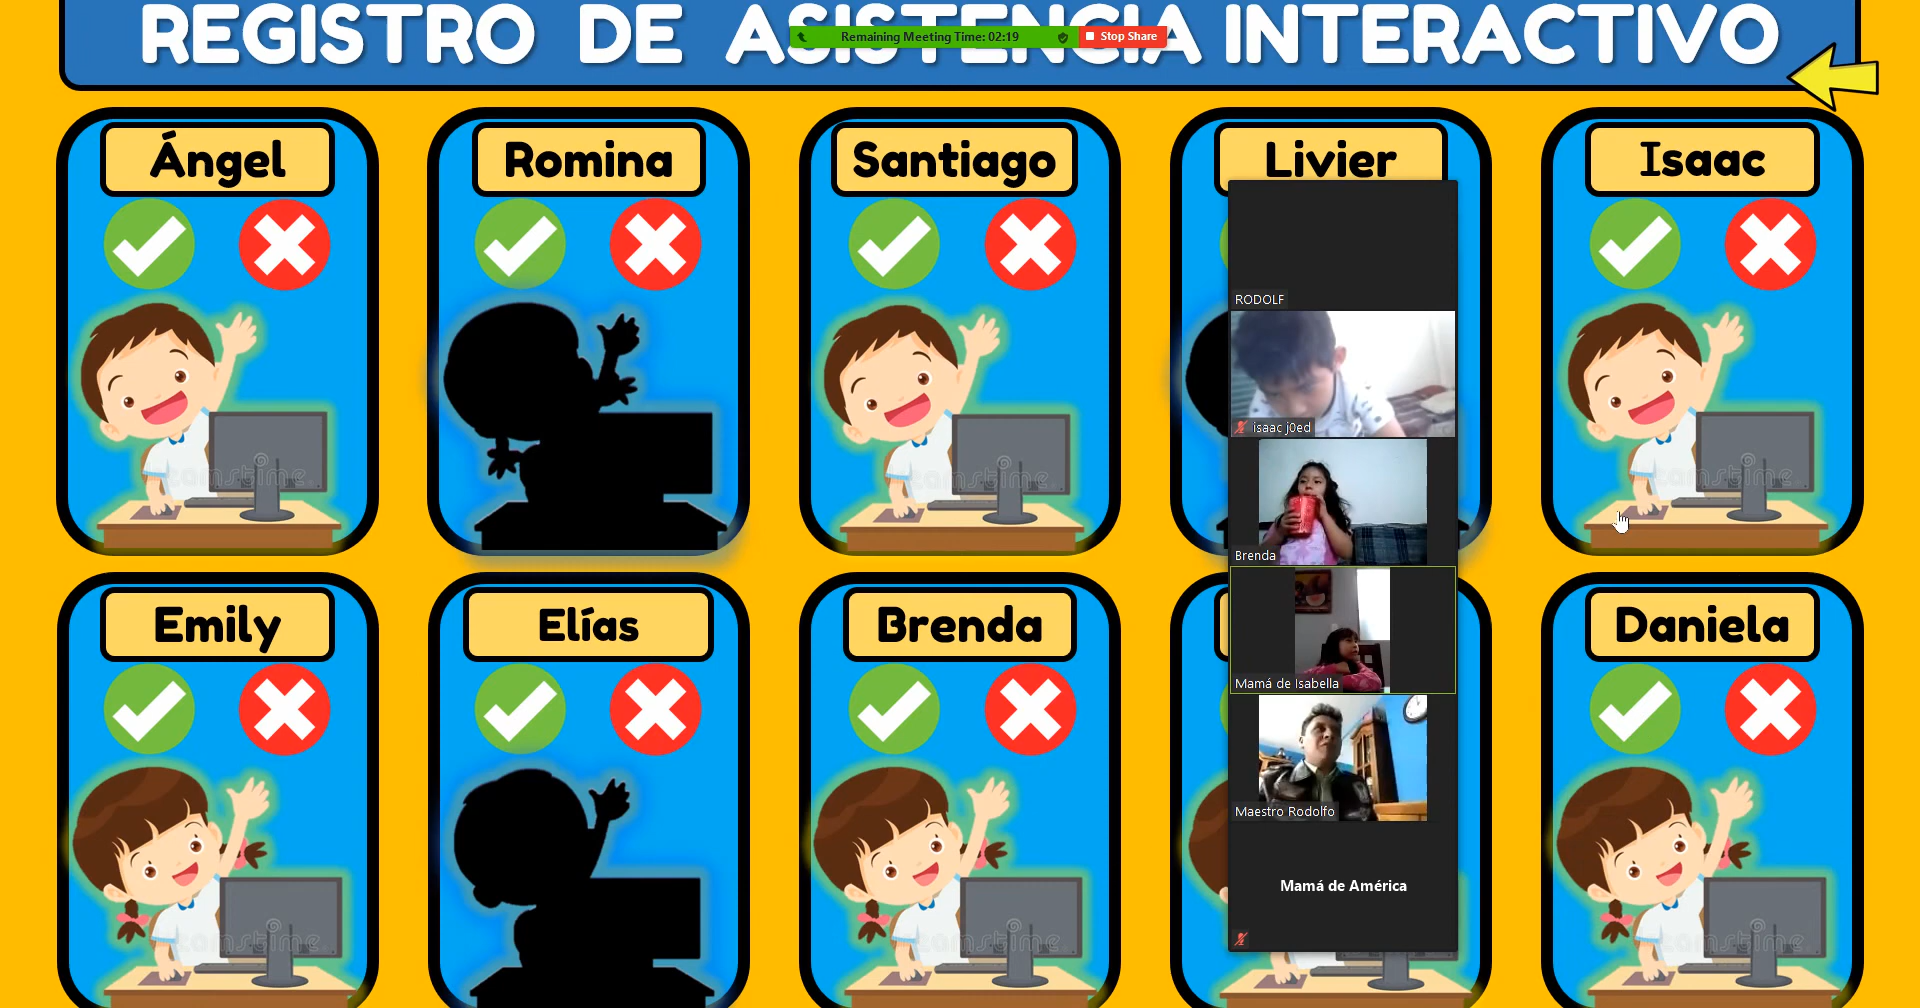 REGISTRO DE ASISTENCIA INTERACTIVO
Remaining Meeting Time: 02:19
Stop Share
Ángel
Romina
Santiago
Livier
Isaac
RODOLF
isaac j0ed
Brenda
Mamá de Isabella
Maestro Rodolfo
Mamá de América
Emily
Elías
Brenda
Daniela